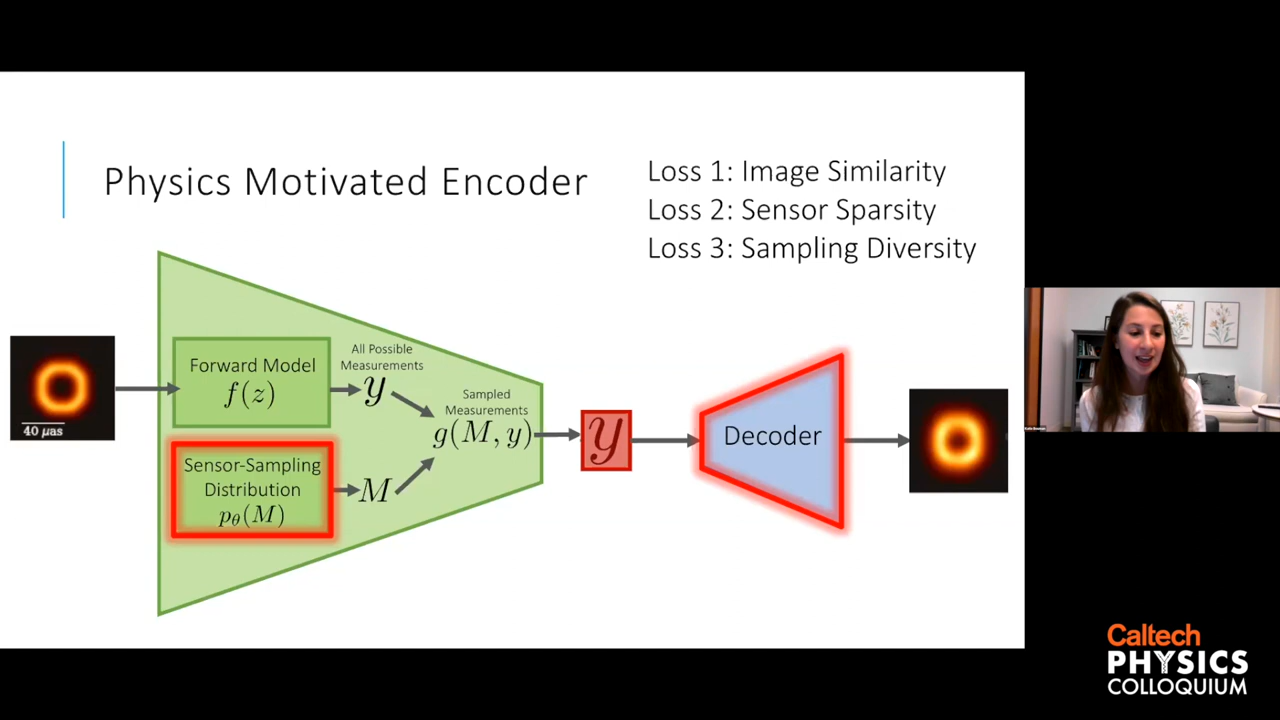 Physics Motivated Encoder
Loss 1: Image Similarity
Loss 2: Sensor Sparsity
Loss 3: Sampling Diversity
40 μas
Forward Model
f(z)
All Possible
Measurements
y
Sensor-Sampling
Distribution
pθ(M)
M
Sampled
Measurements
g(M, y)
y
Decoder
Caltech
PHYSICS
COLLOQUIUM